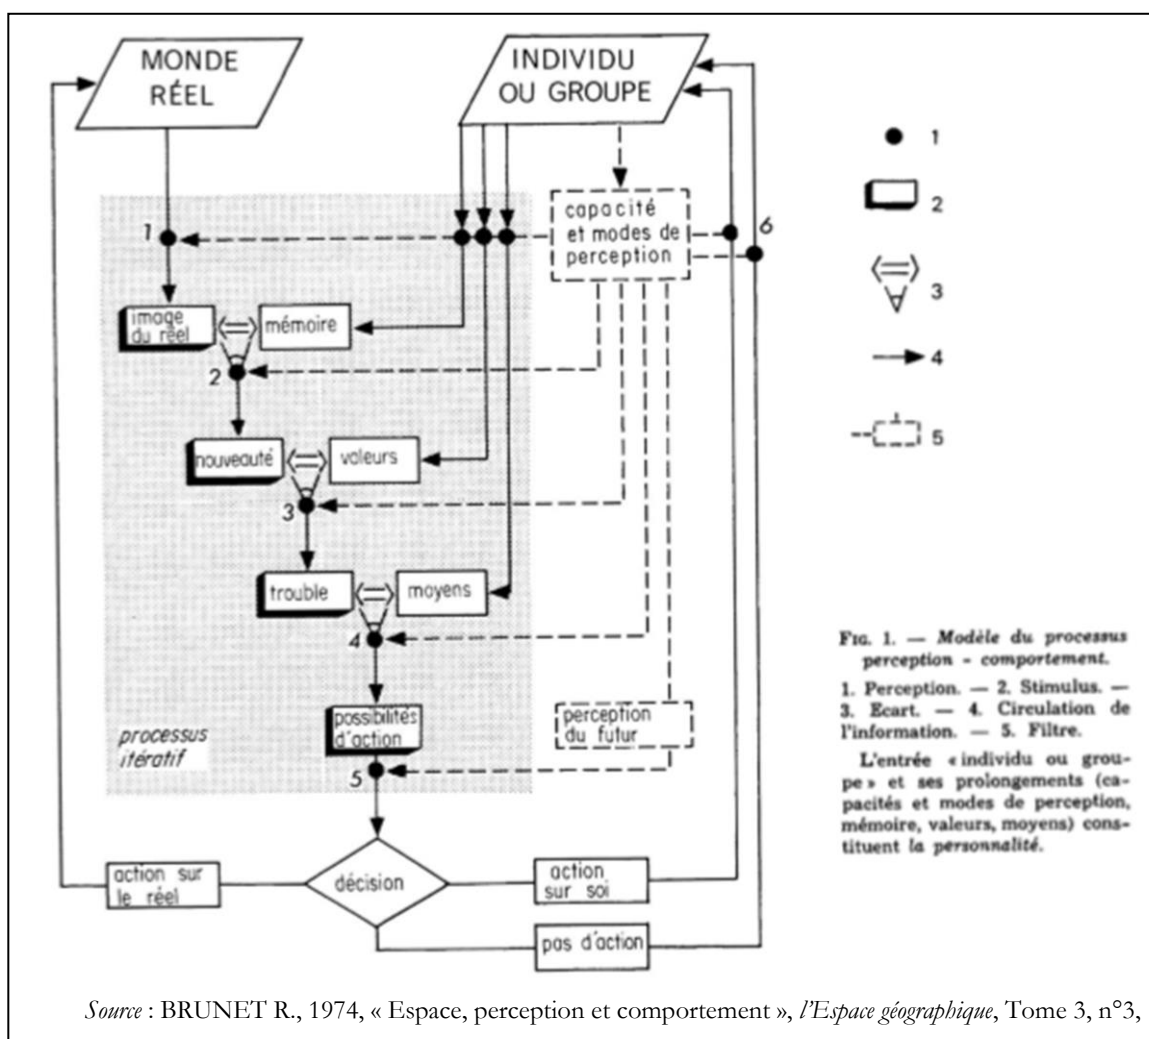 MONDE
RÉEL
INDIVIDU
OU GROUPE
1
capacité
et modes de
perception
6
image
du réel
mémoire
2
nouveauté
valeurs
3
trouble
moyens
4
possibilités
d'action
perception
du futur
processus
itératif
5
action sur
le réel
décision
action
sur soi
pas d'action
1
2
3
4
5
FIG. 1. — Modèle du processus
perception - comportement.
1. Perception. — 2. Stimulus. —
3. Ecart. — 4. Circulation de
l'information. — 5. Filtre.
L'entrée « individu ou grou-
pe » et ses prolongements (ca-
pacités et modes de perception,
mémoire, valeurs, moyens) cons-
tituent la personnalité.
Source : BRUNET R., 1974, « Espace, perception et comportement », l'Espace géographique, Tome 3, n°3,